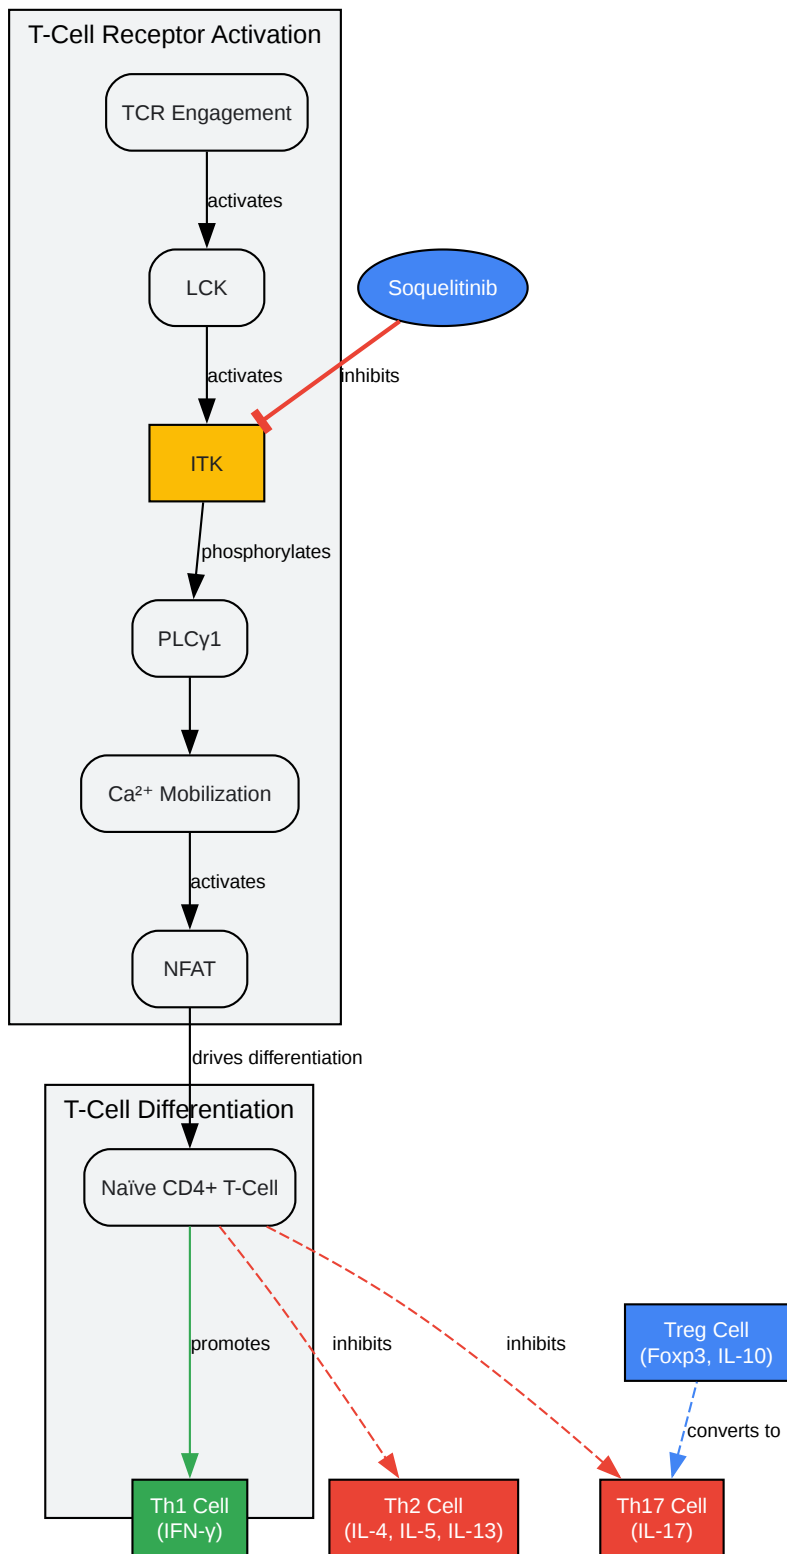 T-Cell Receptor Activation
TCR Engagement
activates
LCK
Soquelitinib
activates
inhibits
ITK
phosphorylates
PLCγ1
Ca²⁺ Mobilization
activates
NFAT
drives differentiation
T-Cell Differentiation
Naïve CD4+ T-Cell
promotes
inhibits
inhibits
Treg Cell
(Foxp3, IL-10)
converts to
Th1 Cell
(IFN-γ)
Th2 Cell
(IL-4, IL-5, IL-13)
Th17 Cell
(IL-17)